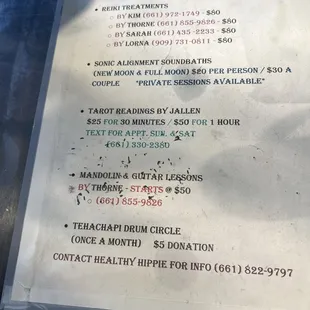 • REIKI TREATMENTS
○ BY KIM (661) 972-1749 - $80
○ BY THORNE (661) 855-9826 - $80
○ BY SARAH (661) 435-2233 - $80
○ BY LORNA (909) 731-0811 - $80
• SONIC ALIGNMENT SOUNDBATHS
(NEW MOON & FULL MOON) $20 PER PERSON / $30 A
COUPLE *PRIVATE SESSIONS AVAILABLE*
• TAROT READINGS BY JALLEN
$25 FOR 30 MINUTES / $50 FOR 1 HOUR
TEXT FOR APPT. SUN. & SAT
(661) 330-2380
• MANDOLIN & GUITAR LESSONS
BY THORNE - STARTS @ $50
○ (661) 855-9826
• TEHACHAPI DRUM CIRCLE
(ONCE A MONTH) $5 DONATION
CONTACT HEALTHY HIPPIE FOR INFO (661) 822-9797